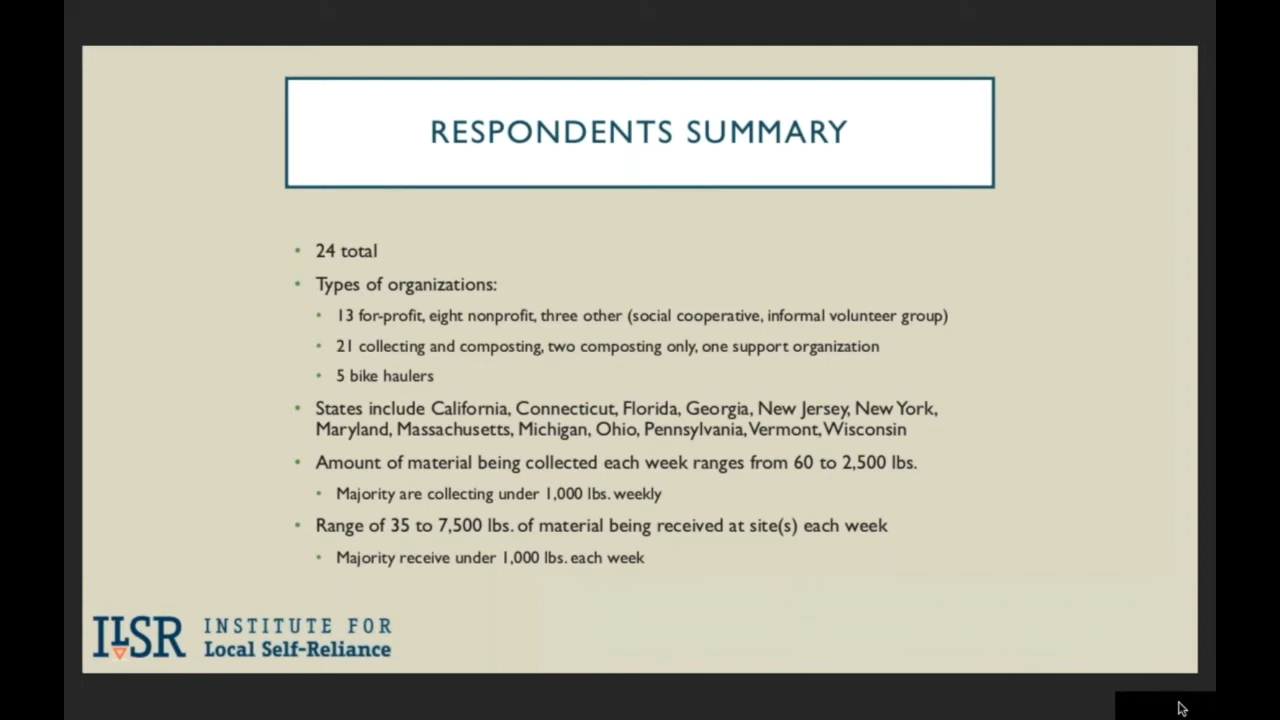 RESPONDENTS SUMMARY
• 24 total
• Types of organizations:
• 13 for-profit, eight nonprofit, three other (social cooperative, informal volunteer group)
• 21 collecting and composting, two composting only, one support organization
• 5 bike haulers
• States include California, Connecticut, Florida, Georgia, New Jersey, New York,
Maryland, Massachusetts, Michigan, Ohio, Pennsylvania, Vermont, Wisconsin
• Amount of material being collected each week ranges from 60 to 2,500 lbs.
• Majority are collecting under 1,000 lbs. weekly
• Range of 35 to 7,500 lbs. of material being received at site(s) each week
• Majority receive under 1,000 lbs. each week
ILSR INSTITUTE FOR
Local Self-Reliance